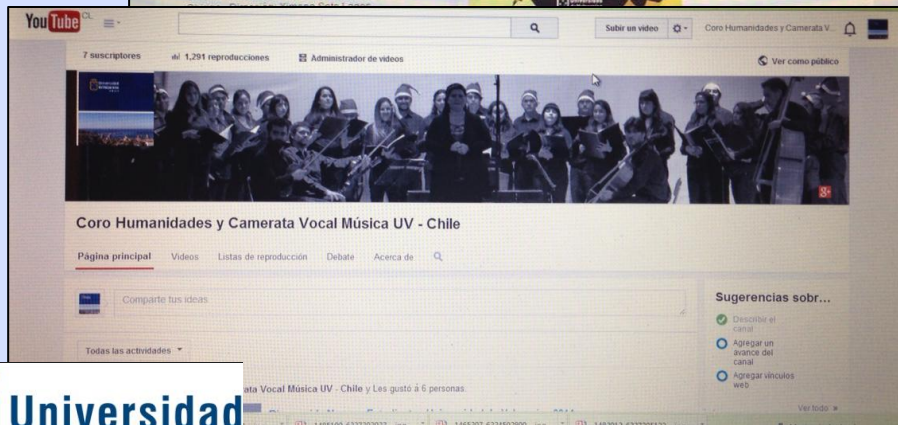 YouTube CL
Subir un video
Coro Humanidades y Camerata V...
7 suscriptores
1,291 reproducciones
Administrador de videos
Ver como público
Coro Humanidades y Camerata Vocal Música UV - Chile
Página principal Videos Listas de reproducción Debate Acerca de
Comparte tus ideas
Sugerencias sobr...
Describir el
canal
Agregar un
avance del
canal
Agregar vínculos
web
Todas las actividades
ata Vocal Música UV - Chile y Les gustó a 6 personas.
Ver todo »
Universidad